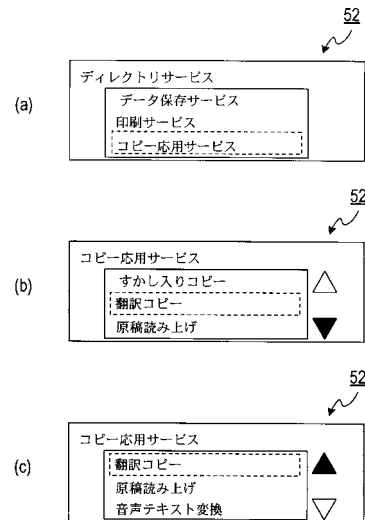 52
(a)
ディレクトリサービス
データ保存サービス
印刷サービス
コピー応用サービス
52
(b)
コピー応用サービス
すかし入りコピー
翻訳コピー
原稿読み上げ
52
(c)
コピー応用サービス
翻訳コピー
原稿読み上げ
音声テキスト変換